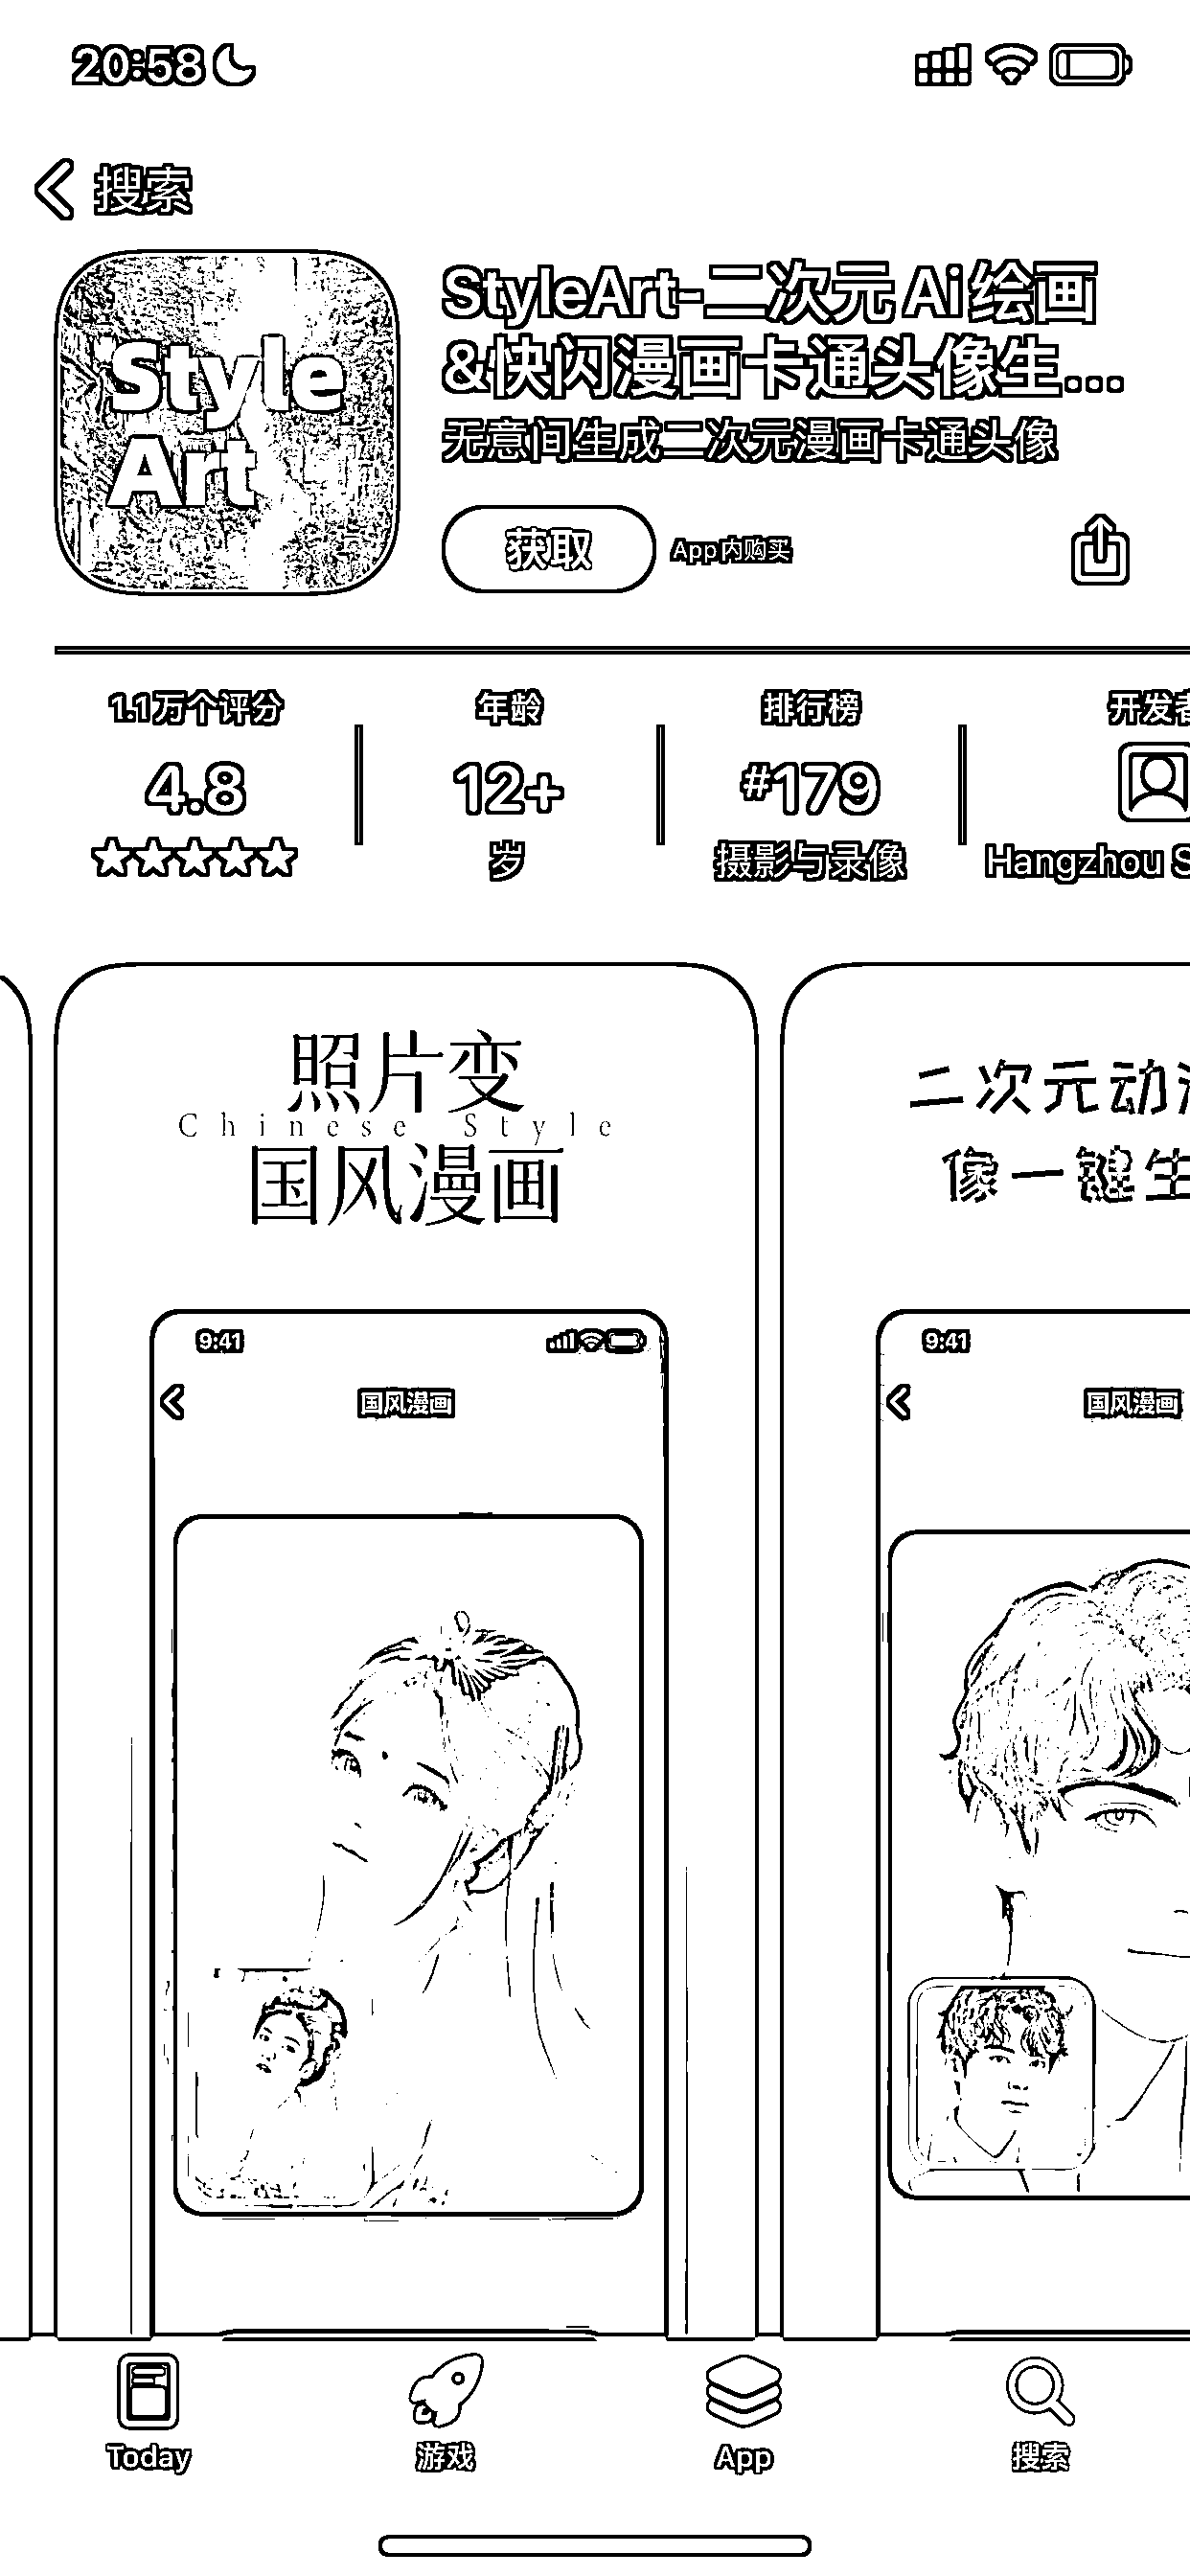 20:58
搜索
Style
Art
StyleArt-二次元 Ai 绘画
&快闪漫画卡通头像生...
无意间生成二次元漫画卡通头像
获取
App内购买
1.1万个评分
年龄
排行榜
开发者
4.8
12+
#179
岁
摄影与录像
Hangzhou S
照片变
Chinese Style
国风漫画
二次元动漫
像一键生
9:41
国风漫画
9:41
国风漫画
Today
游戏
App
搜索